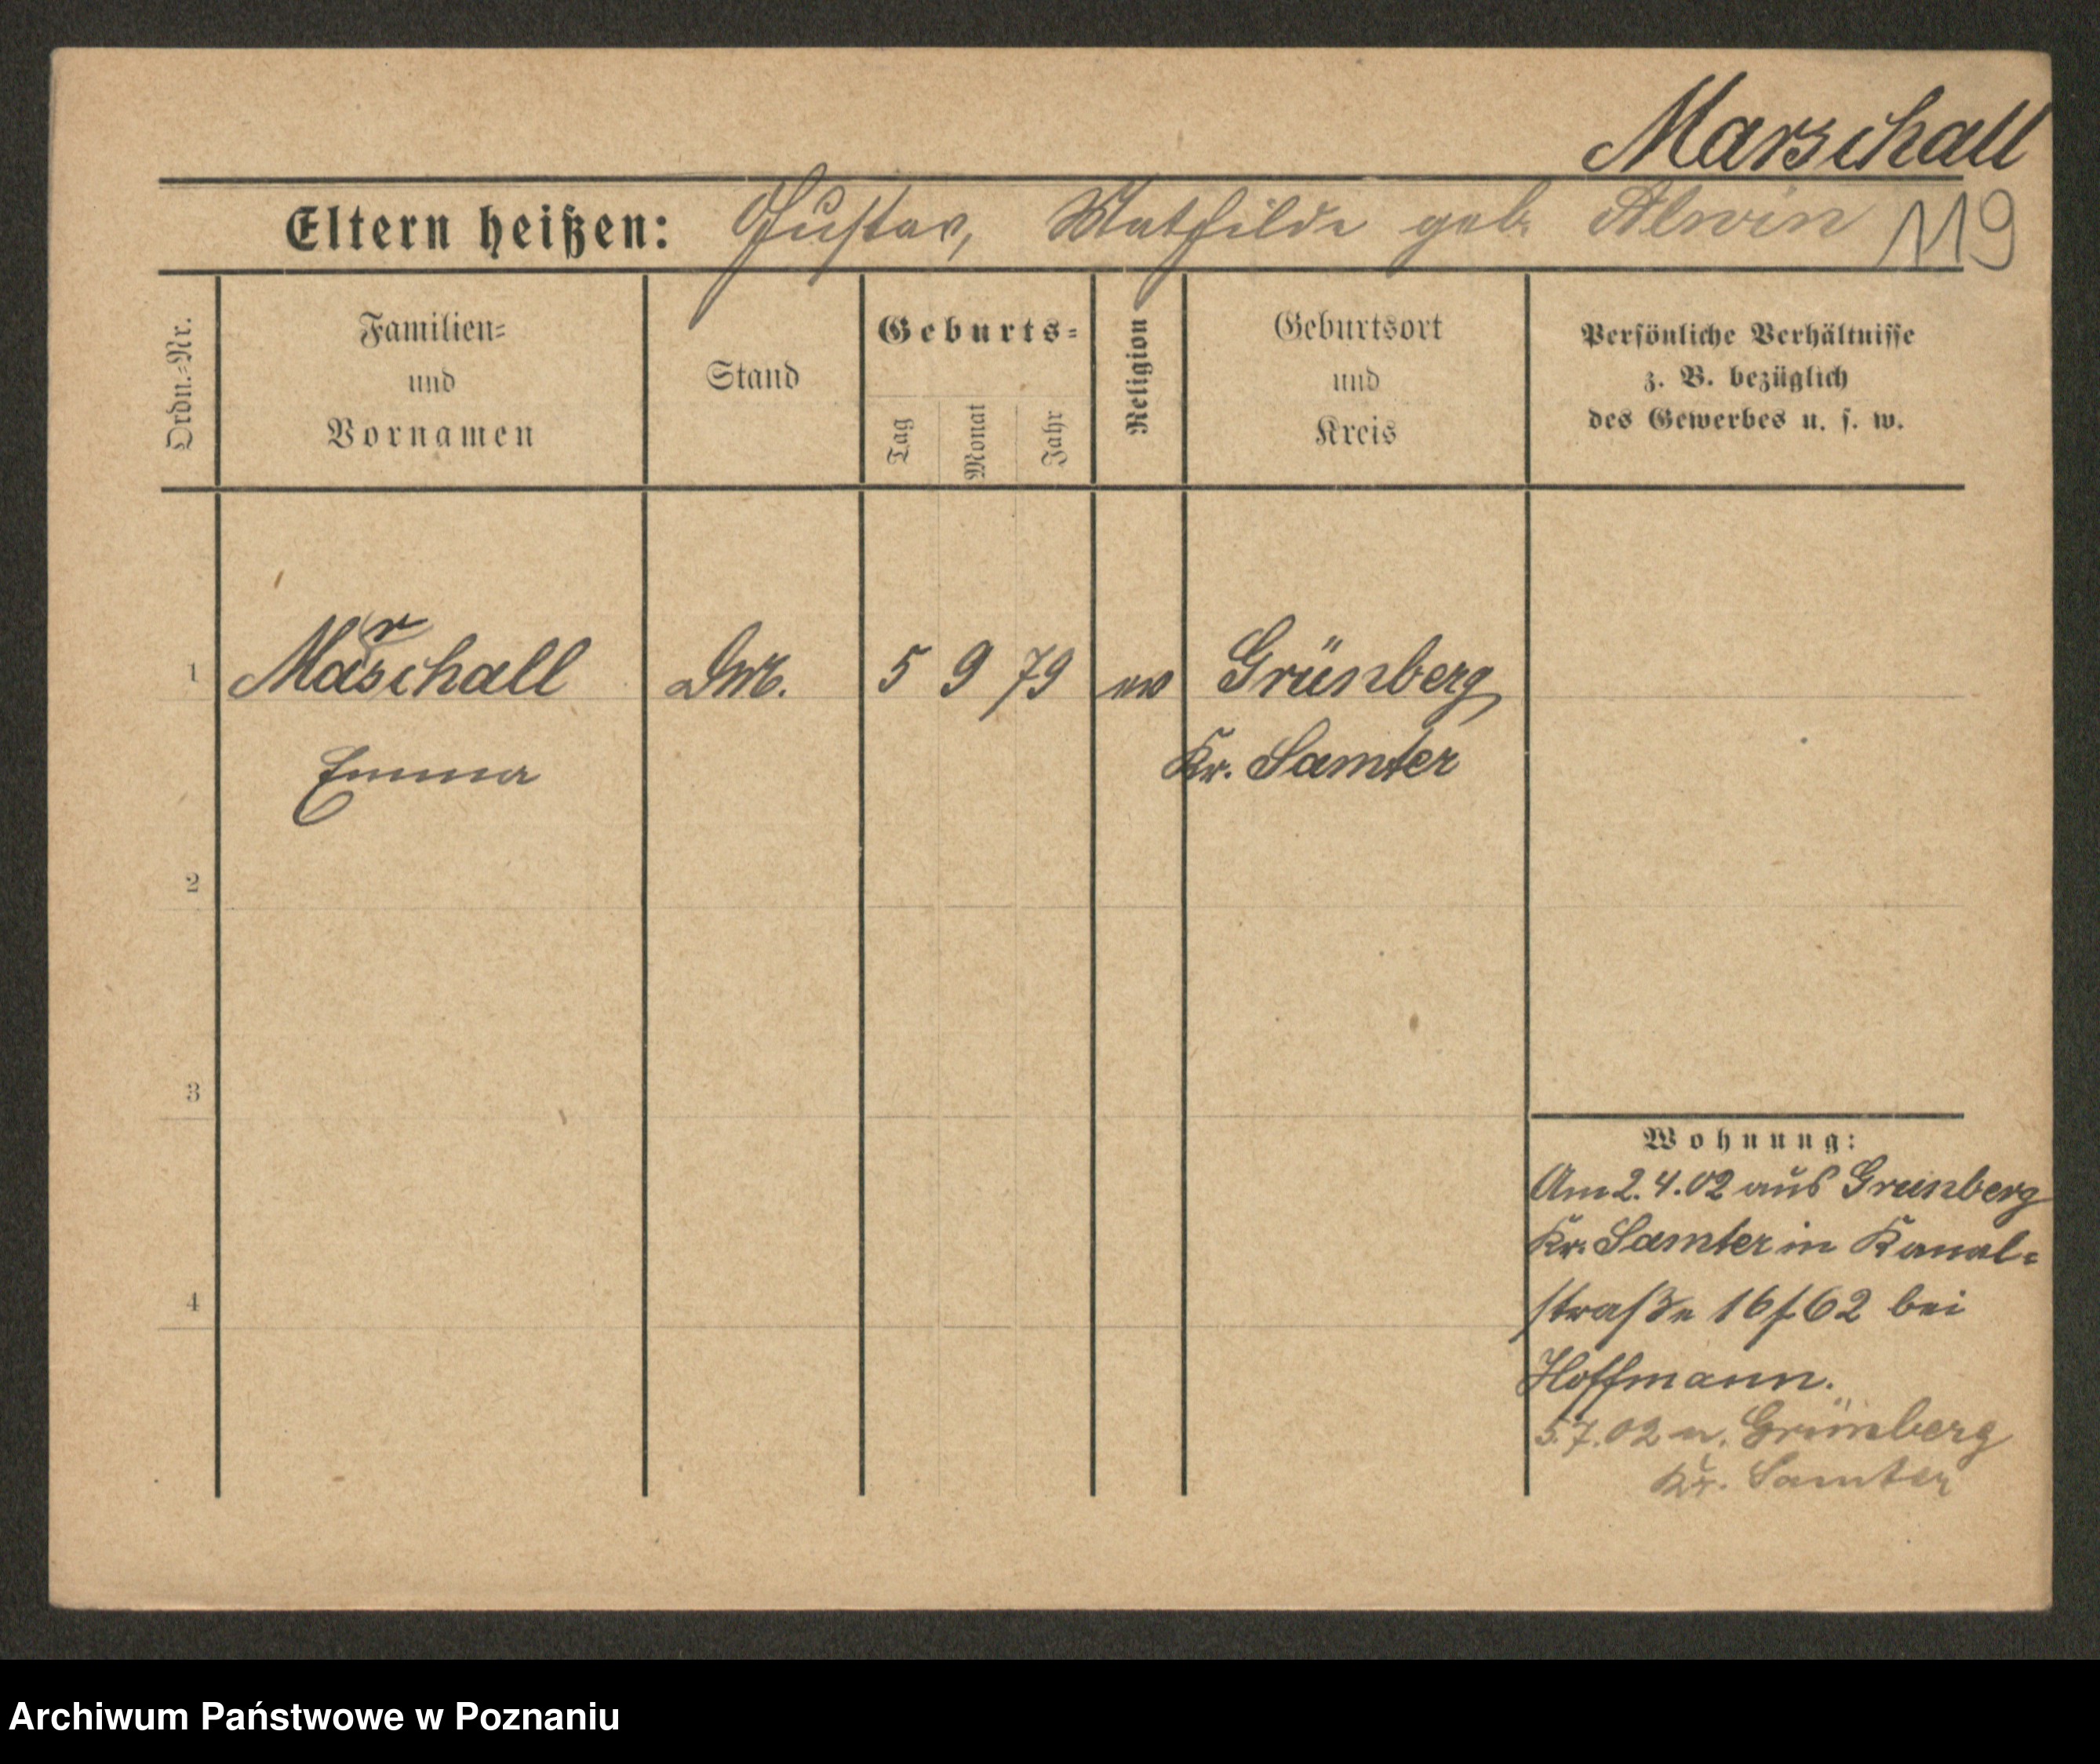 Marschall
Eltern heißen: Gustav, Mathilde geb. Alwin 119
Ordn.-Nr.
Familien-
und
Vornamen
Stand
Geburts-
Tag
Monat
Jahr
Religion
Geburtsort
und
Kreis
Persönliche Verhältnisse
z. B. bezüglich
des Gewerbes u. s. w.
1 Marschall 5 9 79 ev Grünberg
Emma Kr. Samter
2
3
4
Wohnung:
Am 2.4.02 aus Grünberg
Kr. Samter in Kanal-
straße 16 f. 62 bei
Hoffmann.
5.7.02 n. Grünberg
Kr. Samter
Archiwum Państwowe w Poznaniu